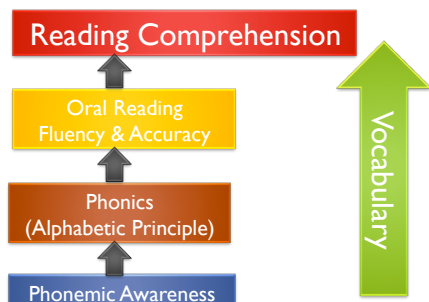 Reading Comprehension
Oral Reading
Fluency & Accuracy
Phonics
(Alphabetic Principle)
Phonemic Awareness
Vocabulary